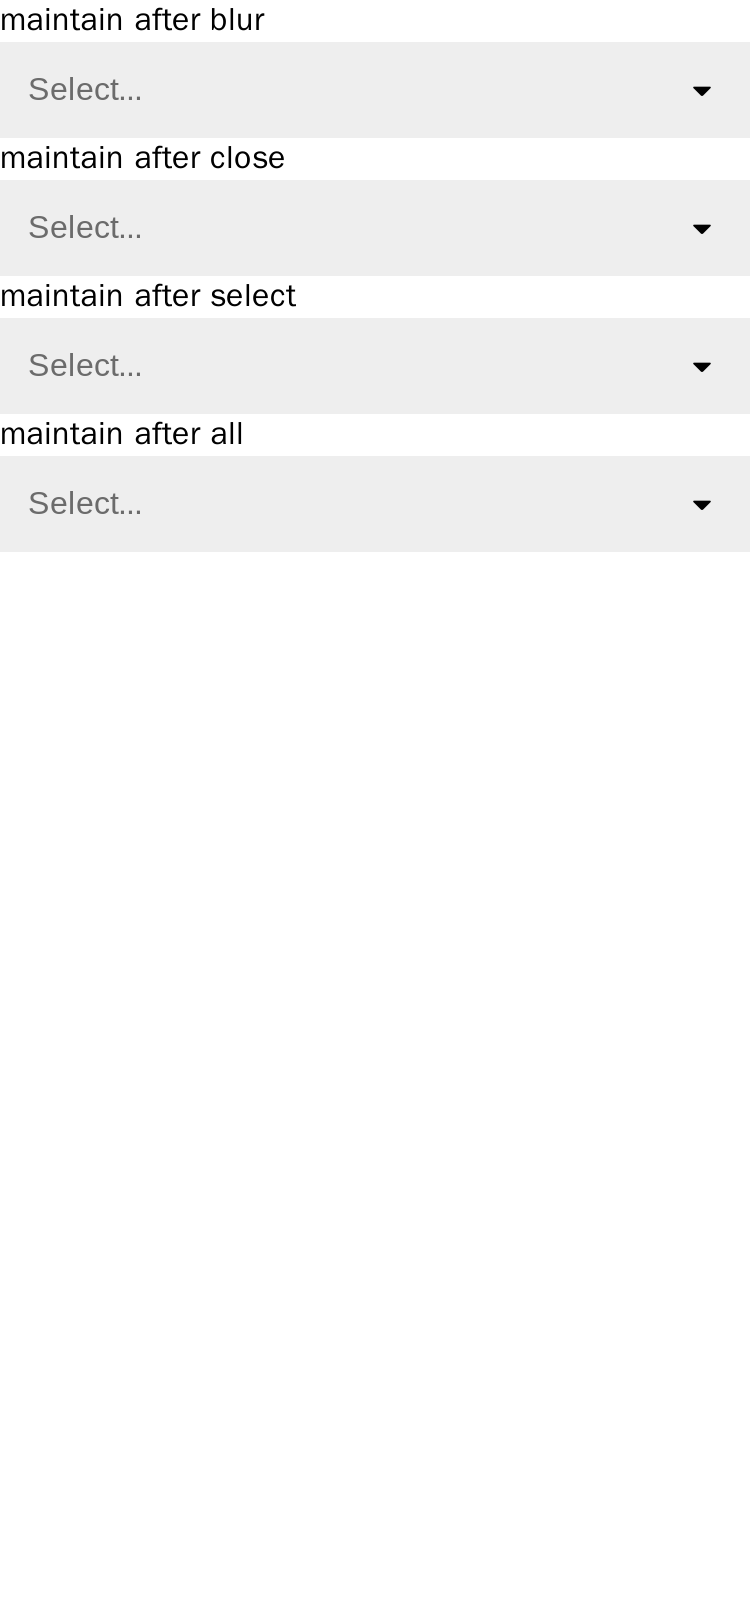 maintain after blur
Select...
maintain after close
Select...
maintain after select
Select...
maintain after all
Select...